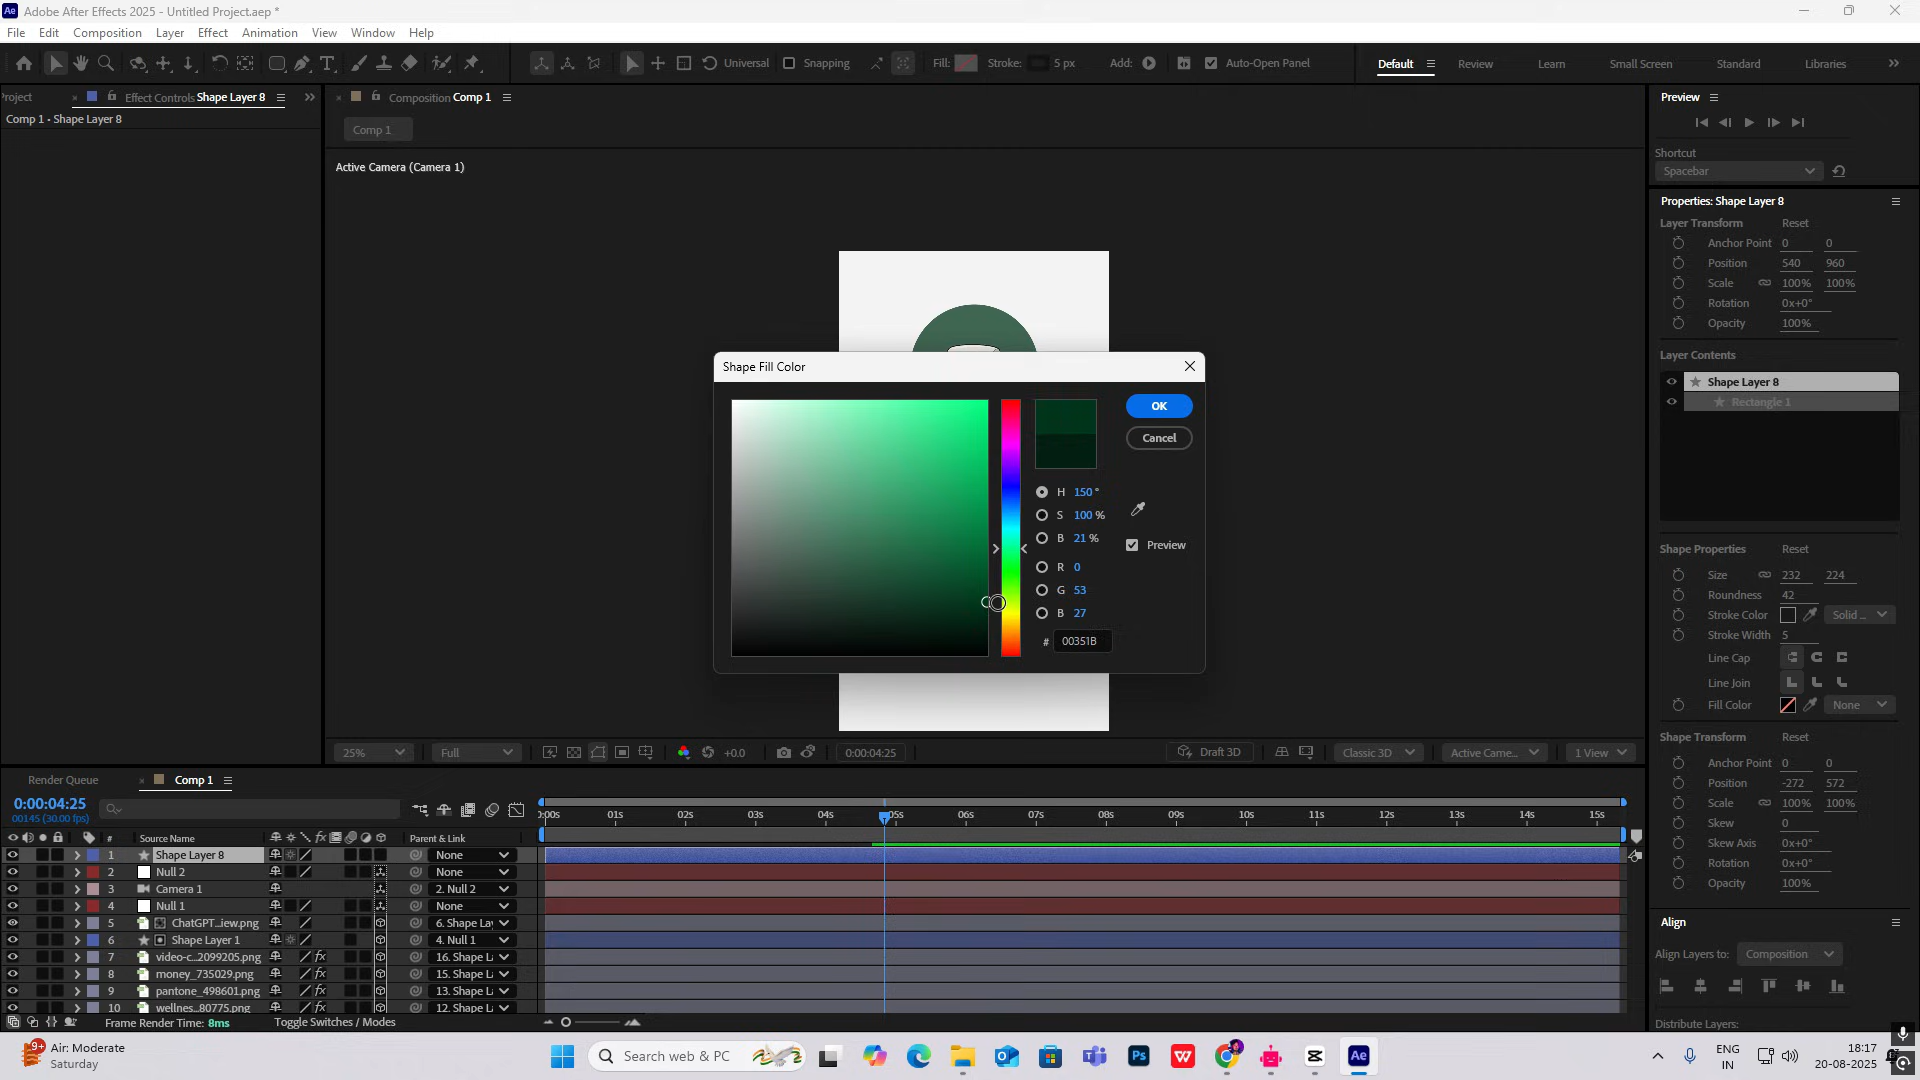 Adobe After Effects 2025 - Untitled Project.aep *
File Edit Composition Layer Effect Animation View Window Help
Universal Snapping Fill: Stroke: 5 px Add: Auto-Open Panel Default Review Learn Small Screen Standard Libraries
roject Effect Controls Shape Layer 8 Composition Comp 1 Preview
Comp 1 • Shape Layer 8
Comp 1
Active Camera (Camera 1)
Shortcut
Spacebar
Properties: Shape Layer 8
Layer Transform Reset
Anchor Point 0 0
Position 540 960
Scale 100% 100%
Rotation 0x+0°
Opacity 100%
Layer Contents
Shape Layer 8
Rectangle 1
Shape Properties Reset
Size 232 224
Roundness 42
Stroke Color Solid ...
Stroke Width 5
Line Cap
Line Join
Fill Color None
Shape Transform Reset
Anchor Point 0 0
Position -272 572
Scale 100% 100%
Skew 0
Skew Axis 0x+0°
Rotation 0x+0°
Opacity 100%
Align
Align Layers to: Composition
Distribute Layers:
Shape Fill Color
OK
Cancel
H 150 °
S 100 %
B 21 %
Preview
R 0
G 53
B 27
# 00351B
25% Full +0.0 0:00:04:25 Draft 3D Classic 3D Active Came... 1 View
Render Queue Comp 1
0:00:04:25
00145 (30.00 fps)
:00s 01s 02s 03s 04s 05s 06s 07s 08s 09s 10s 11s 12s 13s 14s 15s
# Source Name Parent & Link
1 Shape Layer 8 None
2 Null 2 None
3 Camera 1 2. Null 2
4 Null 1 None
5 ChatGPT...iew.png 6. Shape Lay
6 Shape Layer 1 4. Null 1
7 video-c...2099205.png 16. Shape La
8 money_735029.png 15. Shape La
9 pantone_498601.png 13. Shape La
10 wellnes...80775.png 12. Shape La
Frame Render Time: 8ms Toggle Switches / Modes
9+ Air: Moderate
Saturday
Search web & PC
ENG
IN
18:17
20-08-2025